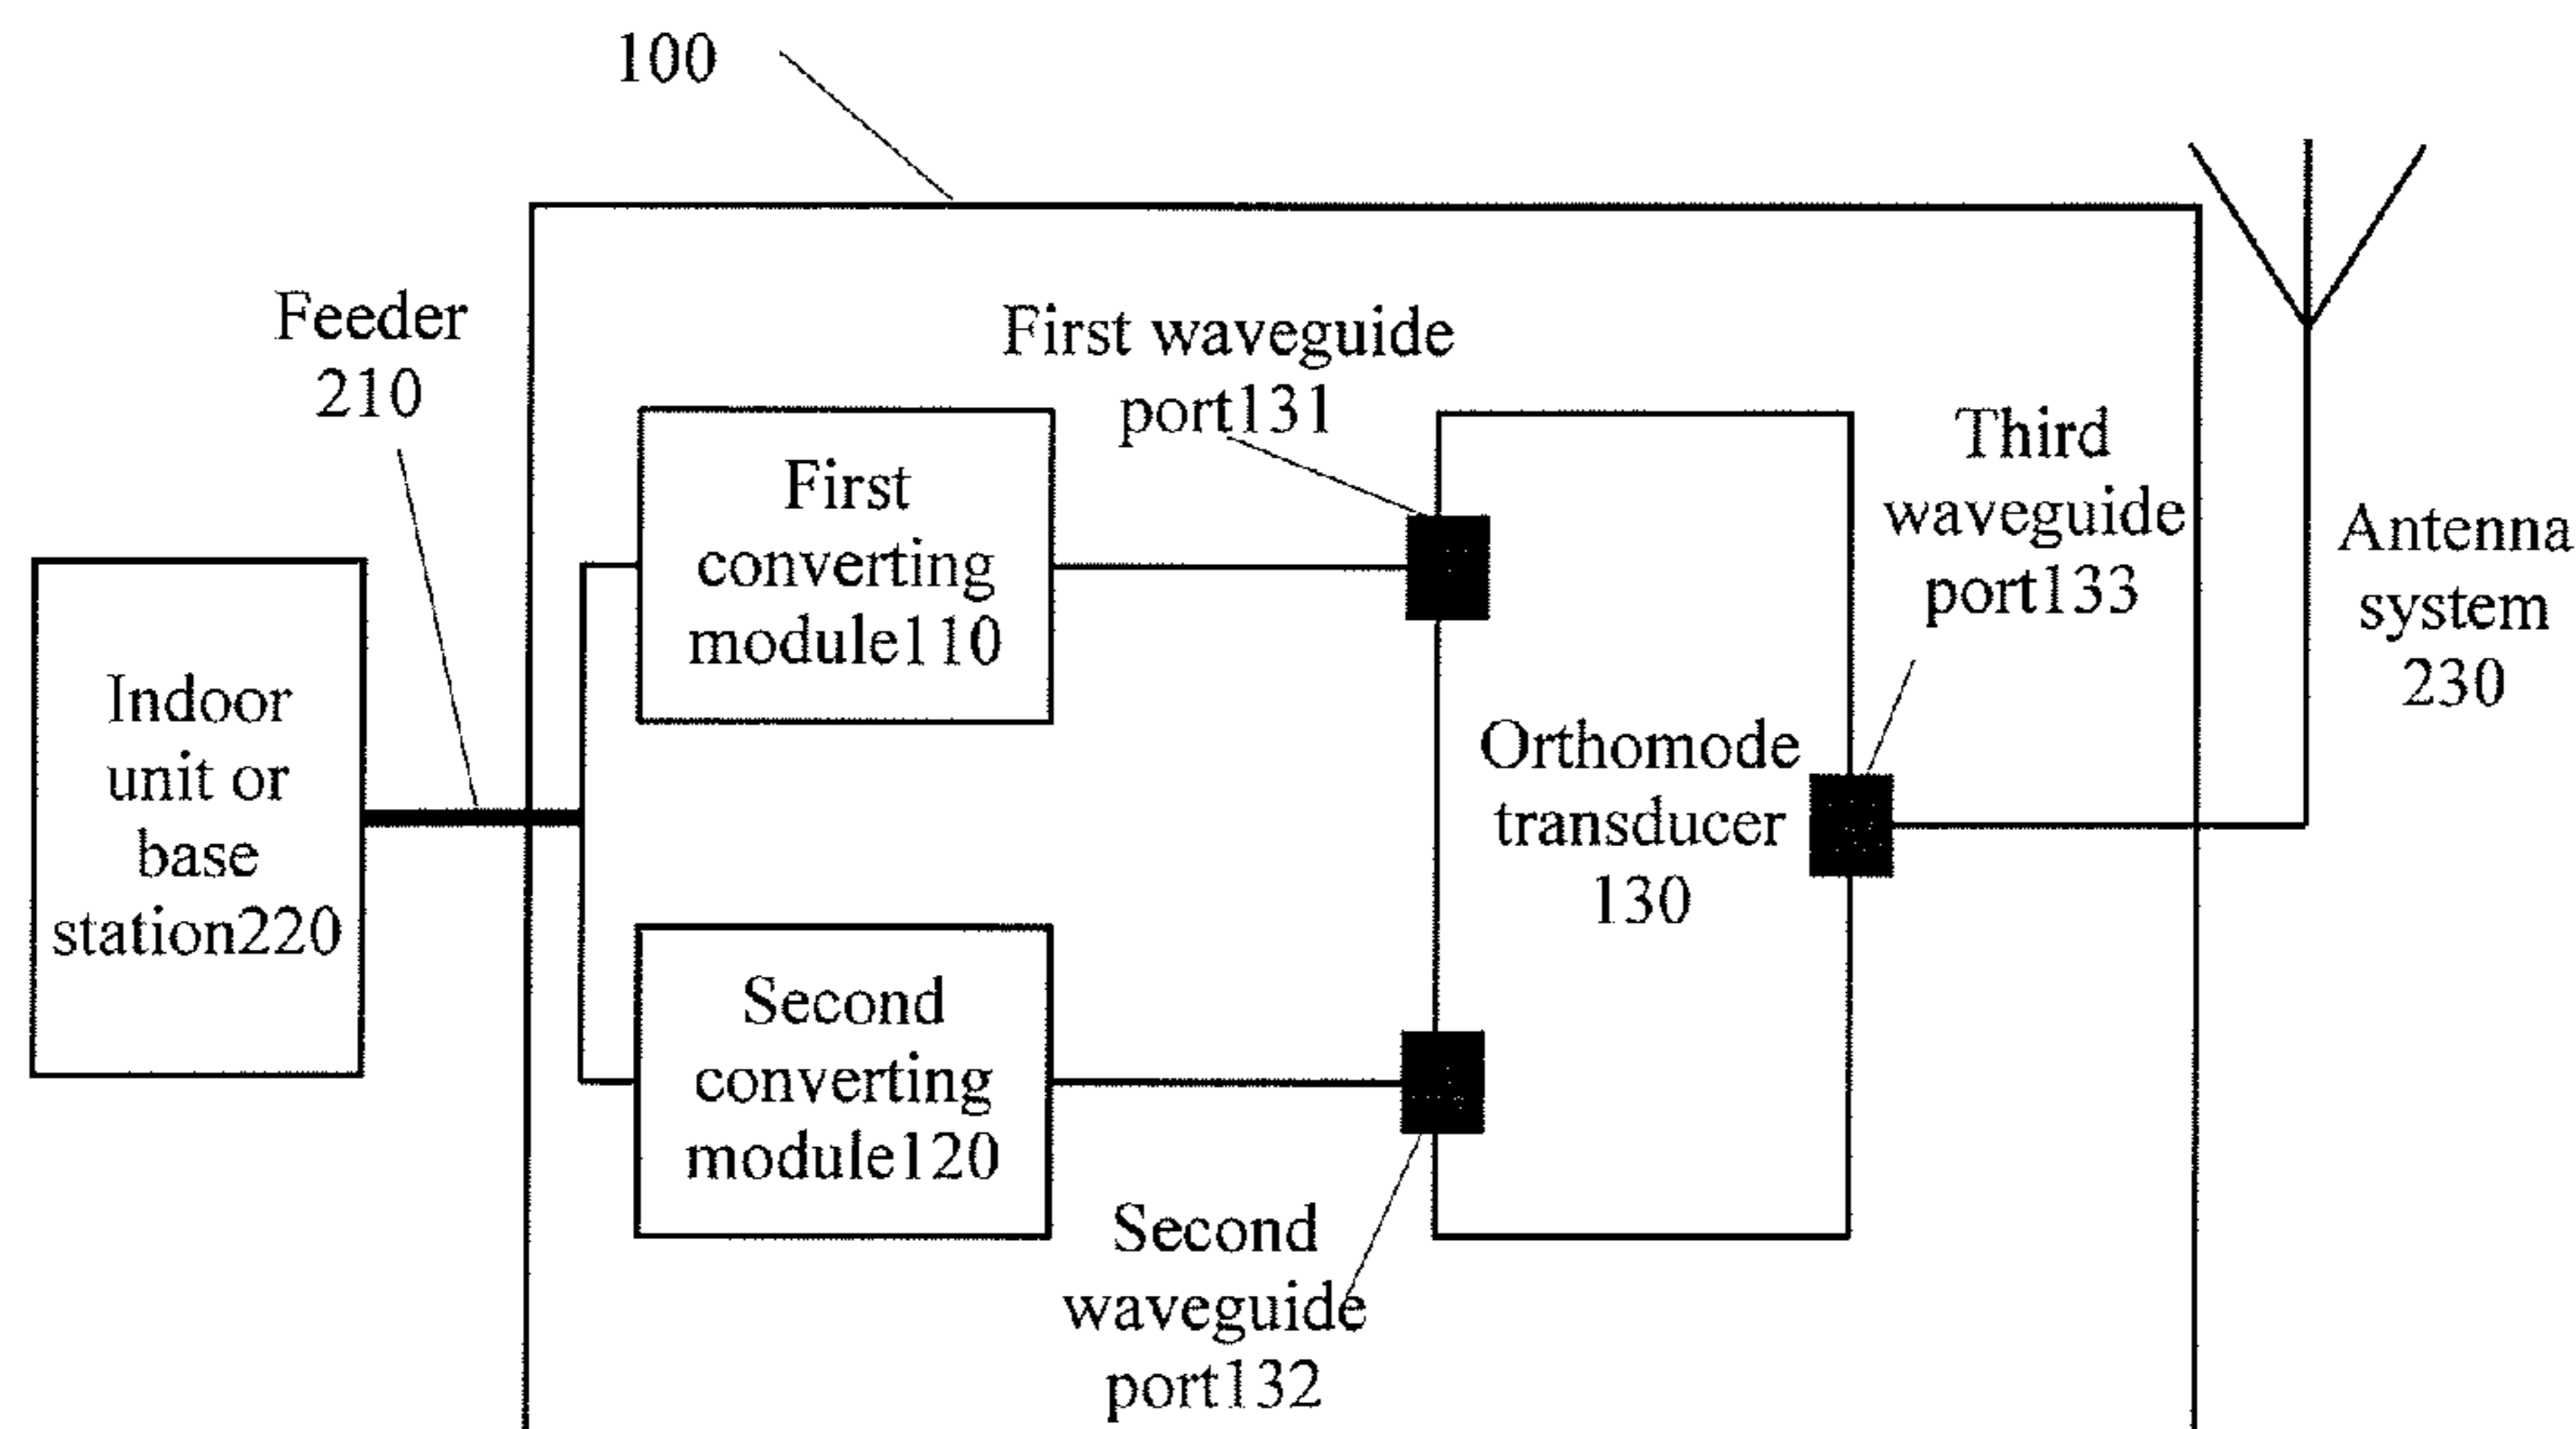 100
Feeder
210
First waveguide
port131
Third
waveguide
port133
Antenna
system
230
First
converting
module110
Indoor
unit or
base
station220
Orthomode
transducer
130
Second
converting
module120
Second
waveguide
port132